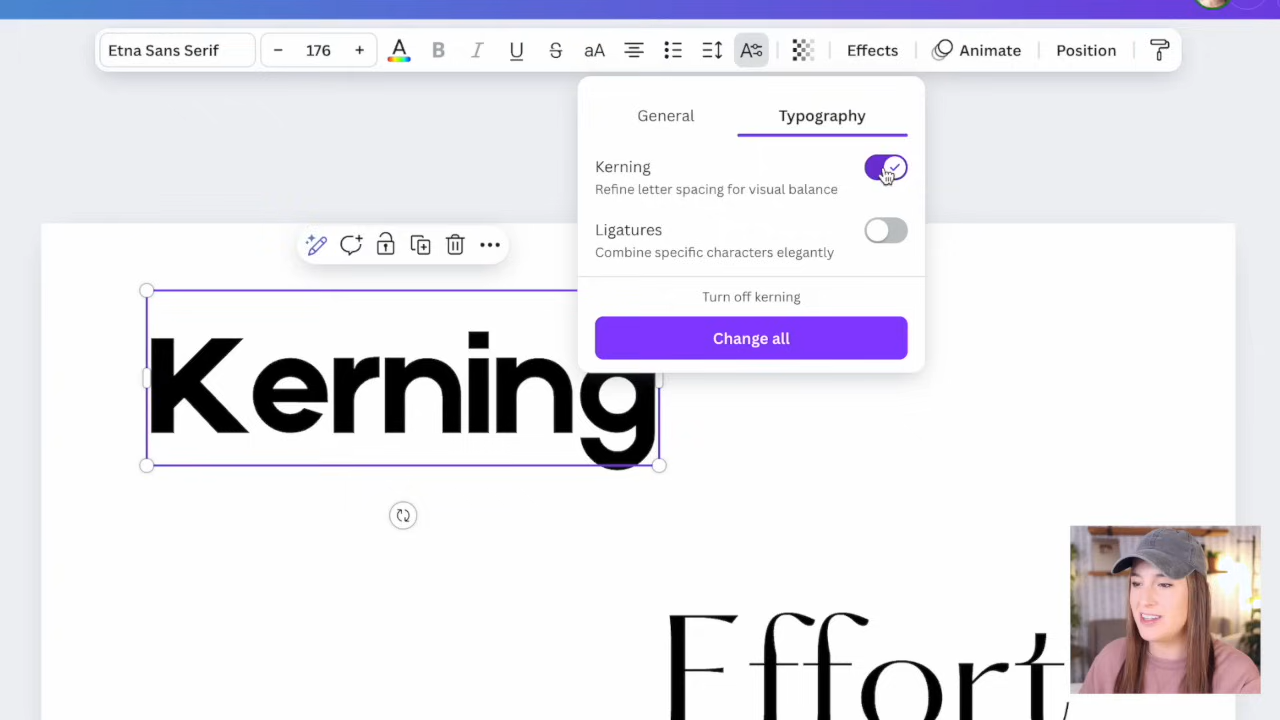 Etna Sans Serif − 176 + A B I U S aA Effects Animate Position
General Typography
Kerning
Refine letter spacing for visual balance
Ligatures
Combine specific characters elegantly
Turn off kerning
Change all
Kerning
Effort